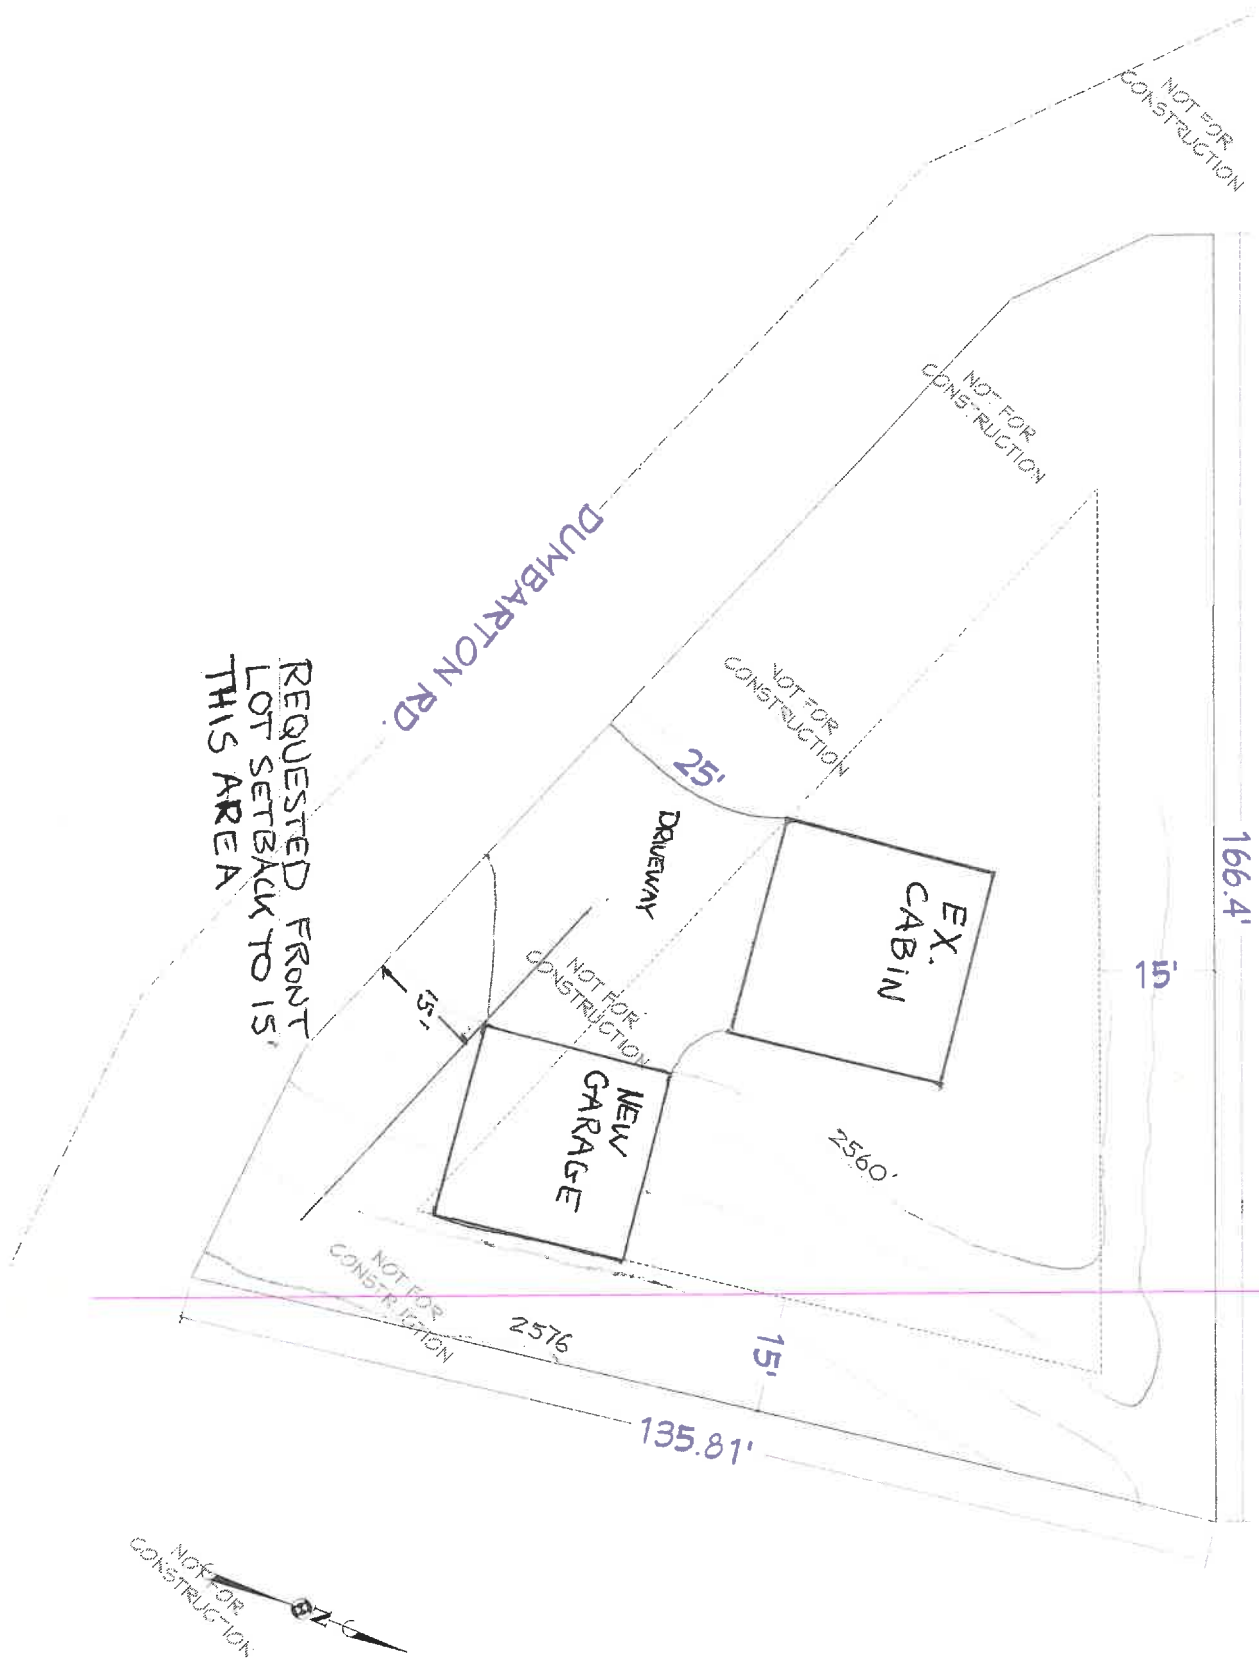 NOT FOR
CONSTRUCTION
NOT FOR
CONSTRUCTION
166.4'
DUMBARTON RD.
NOT FOR
CONSTRUCTION
25'
DRIVEWAY
EX.
CABIN
15'
REQUESTED FRONT
LOT SETBACK TO 15'
THIS AREA
15'
NOT FOR
CONSTRUCTION
NEW
GARAGE
2560'
NOT FOR
CONSTRUCTION
2576
15'
135.81'
NOT FOR
CONSTRUCTION
N